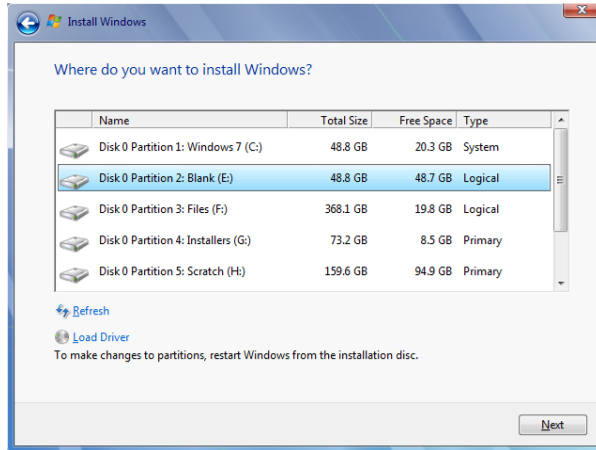 Install Windows
Where do you want to install Windows?
Name Total Size Free Space Type
Disk 0 Partition 1: Windows 7 (C:) 48.8 GB 20.3 GB System
Disk 0 Partition 2: Blank (E:) 48.8 GB 48.7 GB Logical
Disk 0 Partition 3: Files (F:) 368.1 GB 19.8 GB Logical
Disk 0 Partition 4: Installers (G:) 73.2 GB 8.5 GB Primary
Disk 0 Partition 5: Scratch (H:) 159.6 GB 94.9 GB Primary
Refresh
Load Driver
To make changes to partitions, restart Windows from the installation disc.
Next